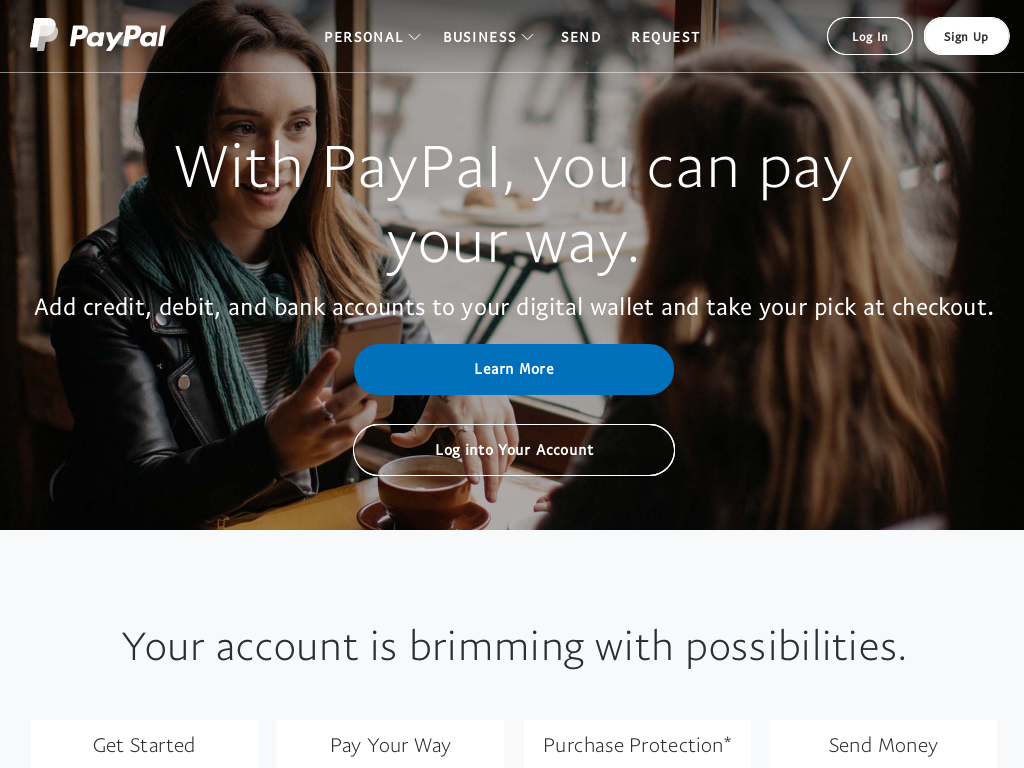 PayPal PERSONAL BUSINESS SEND REQUEST Log In Sign Up
With PayPal, you can pay
your way.
Add credit, debit, and bank accounts to your digital wallet and take your pick at checkout.
Learn More
Log into Your Account
Your account is brimming with possibilities.
Get Started Pay Your Way Purchase Protection* Send Money